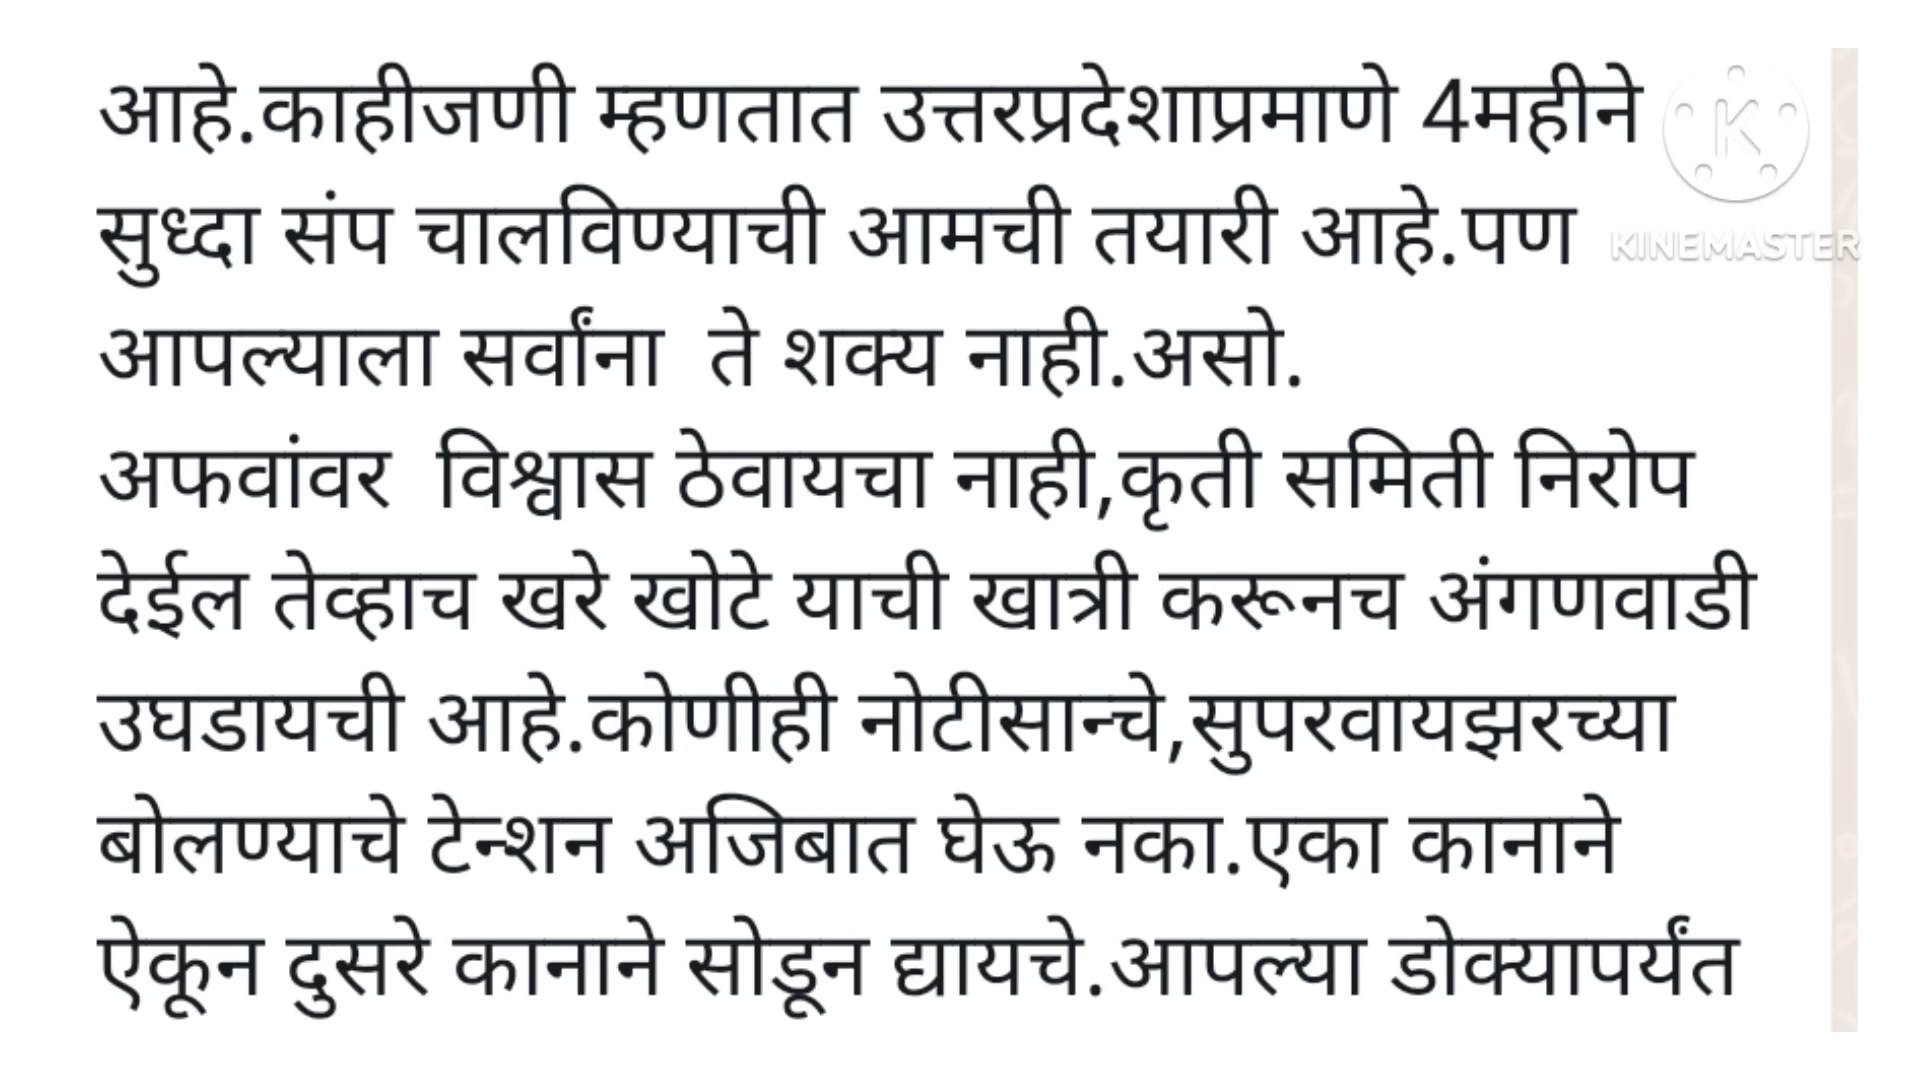 आहे.काहीजणी म्हणतात उत्तरप्रदेशाप्रमाणे 4महीने
सुध्दा संप चालविण्याची आमची तयारी आहे.पण
आपल्याला सर्वांना  ते शक्य नाही.असो.
अफवांवर  विश्वास ठेवायचा नाही,कृती समिती निरोप
देईल तेव्हाच खरे खोटे याची खात्री करूनच अंगणवाडी
उघडायची आहे.कोणीही नोटीसान्चे,सुपरवायझरच्या
बोलण्याचे टेन्शन अजिबात घेऊ नका.एका कानाने
ऐकून दुसरे कानाने सोडून द्यायचे.आपल्या डोक्यापर्यंत
K
KINEMASTER